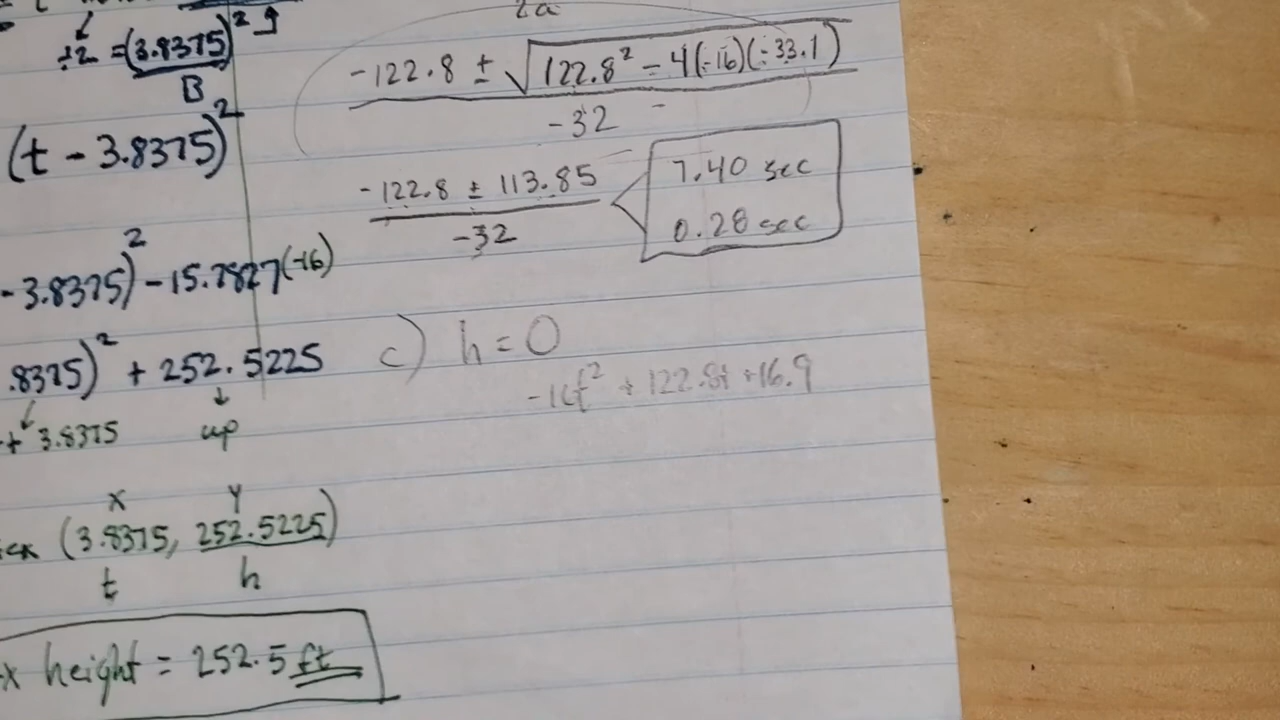 ÷2 = (3.8375)²
B
(t - 3.8375)²
- 3.8375)² - 15.7827(-16)
.8375)² + 252.5225
+ 3.8375 up
x y
(3.8375, 252.5225)
t h
x height = 252.5 ft
2a
-122.8 ± √122.8² - 4(-16)(-33.1)
-32
-122.8 ± 113.85
-32
7.40 sec
0.28 sec
c) h = 0
-16t² + 122.8t + 16.9